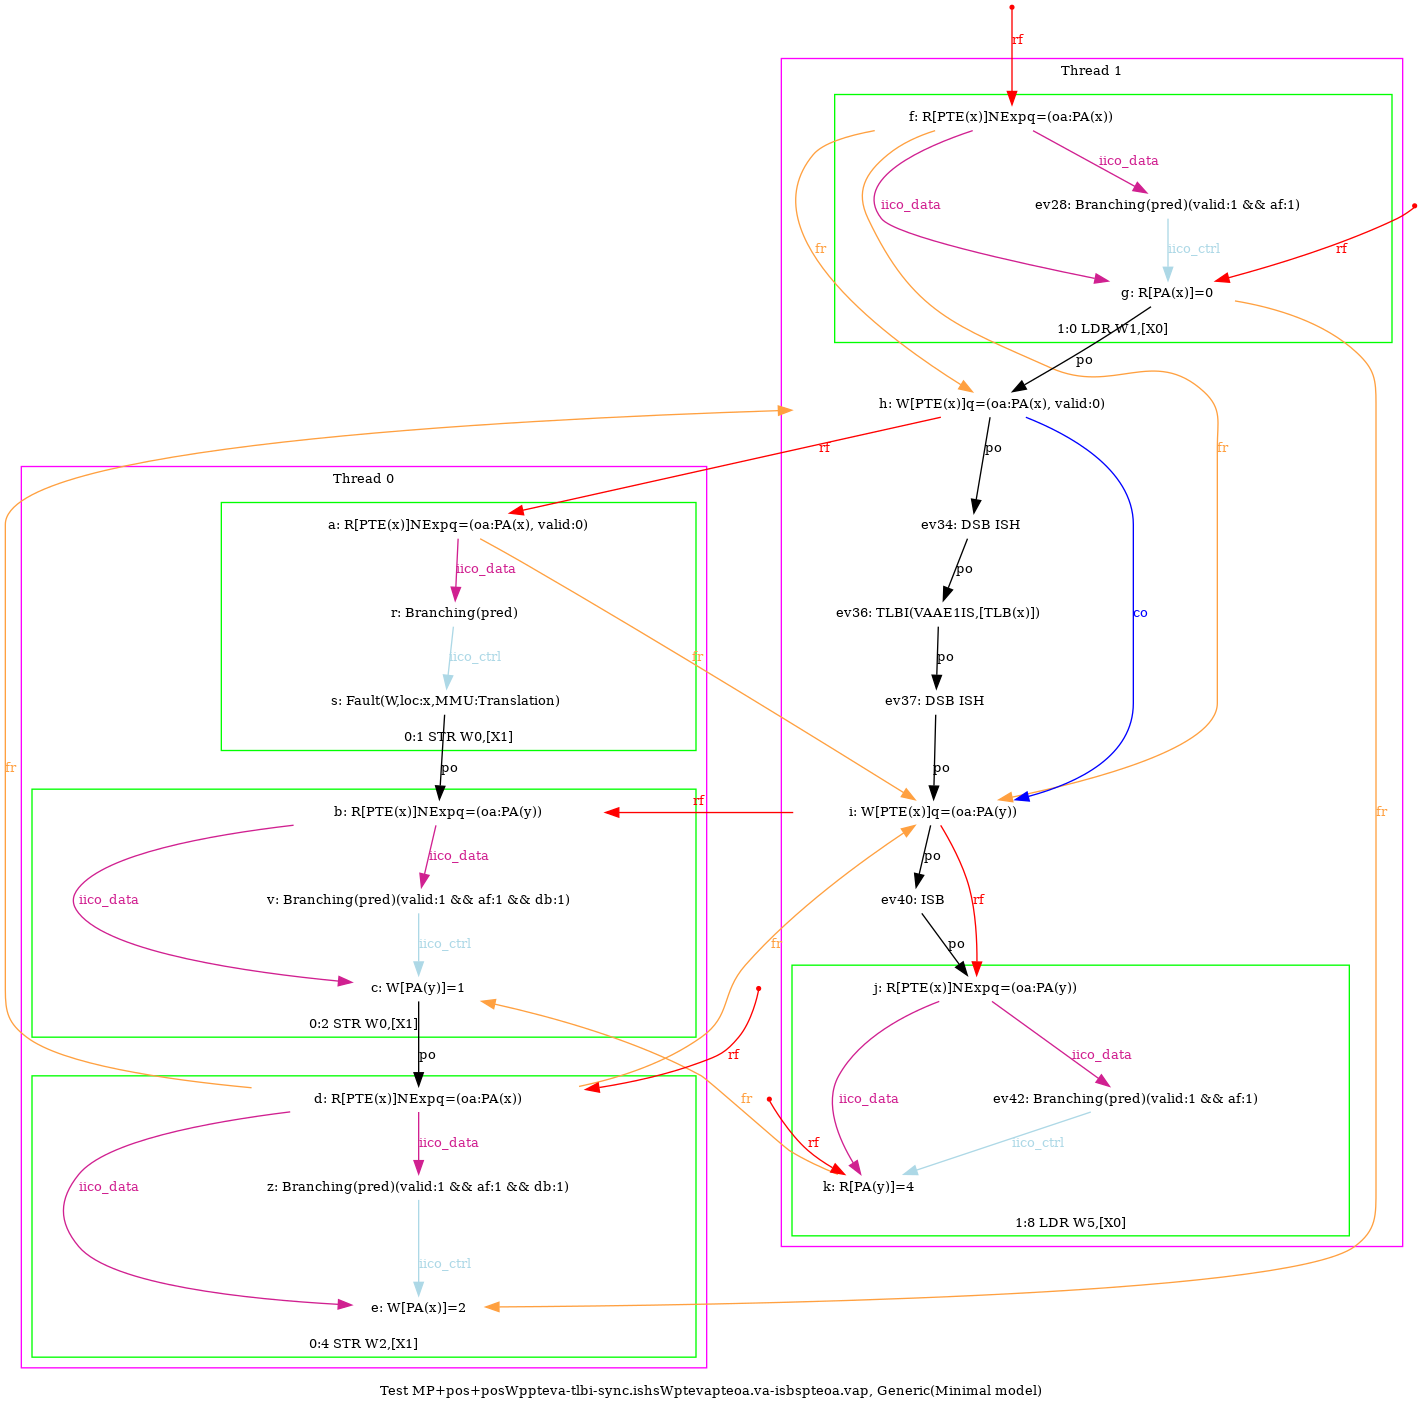 rf
Thread 1
f: R[PTE(x)]NExpq=(oa:PA(x))
iico_data
iico_data
ev28: Branching(pred)(valid:1 && af:1)
fr
iico_ctrl
rf
g: R[PA(x)]=0
1:0 LDR W1,[X0]
po
h: W[PTE(x)]q=(oa:PA(x), valid:0)
rf
po
fr
Thread 0
a: R[PTE(x)]NExpq=(oa:PA(x), valid:0)
ev34: DSB ISH
iico_data
po
r: Branching(pred)
ev36: TLBI(VAAE1IS,[TLB(x)])
co
iico_ctrl
fr
po
s: Fault(W,loc:x,MMU:Translation)
ev37: DSB ISH
0:1 STR W0,[X1]
fr
po
po
rf
b: R[PTE(x)]NExpq=(oa:PA(y))
i: W[PTE(x)]q=(oa:PA(y))
fr
iico_data
po
iico_data
v: Branching(pred)(valid:1 && af:1 && db:1)
ev40: ISB
rf
iico_ctrl
fr
po
c: W[PA(y)]=1
j: R[PTE(x)]NExpq=(oa:PA(y))
0:2 STR W0,[X1]
po
rf
iico_data
d: R[PTE(x)]NExpq=(oa:PA(x))
fr
iico_data
ev42: Branching(pred)(valid:1 && af:1)
iico_data
rf
iico_ctrl
iico_data
z: Branching(pred)(valid:1 && af:1 && db:1)
k: R[PA(y)]=4
1:8 LDR W5,[X0]
iico_ctrl
e: W[PA(x)]=2
0:4 STR W2,[X1]
Test MP+pos+posWppteva-tlbi-sync.ishsWptevapteoa.va-isbspteoa.vap, Generic(Minimal model)